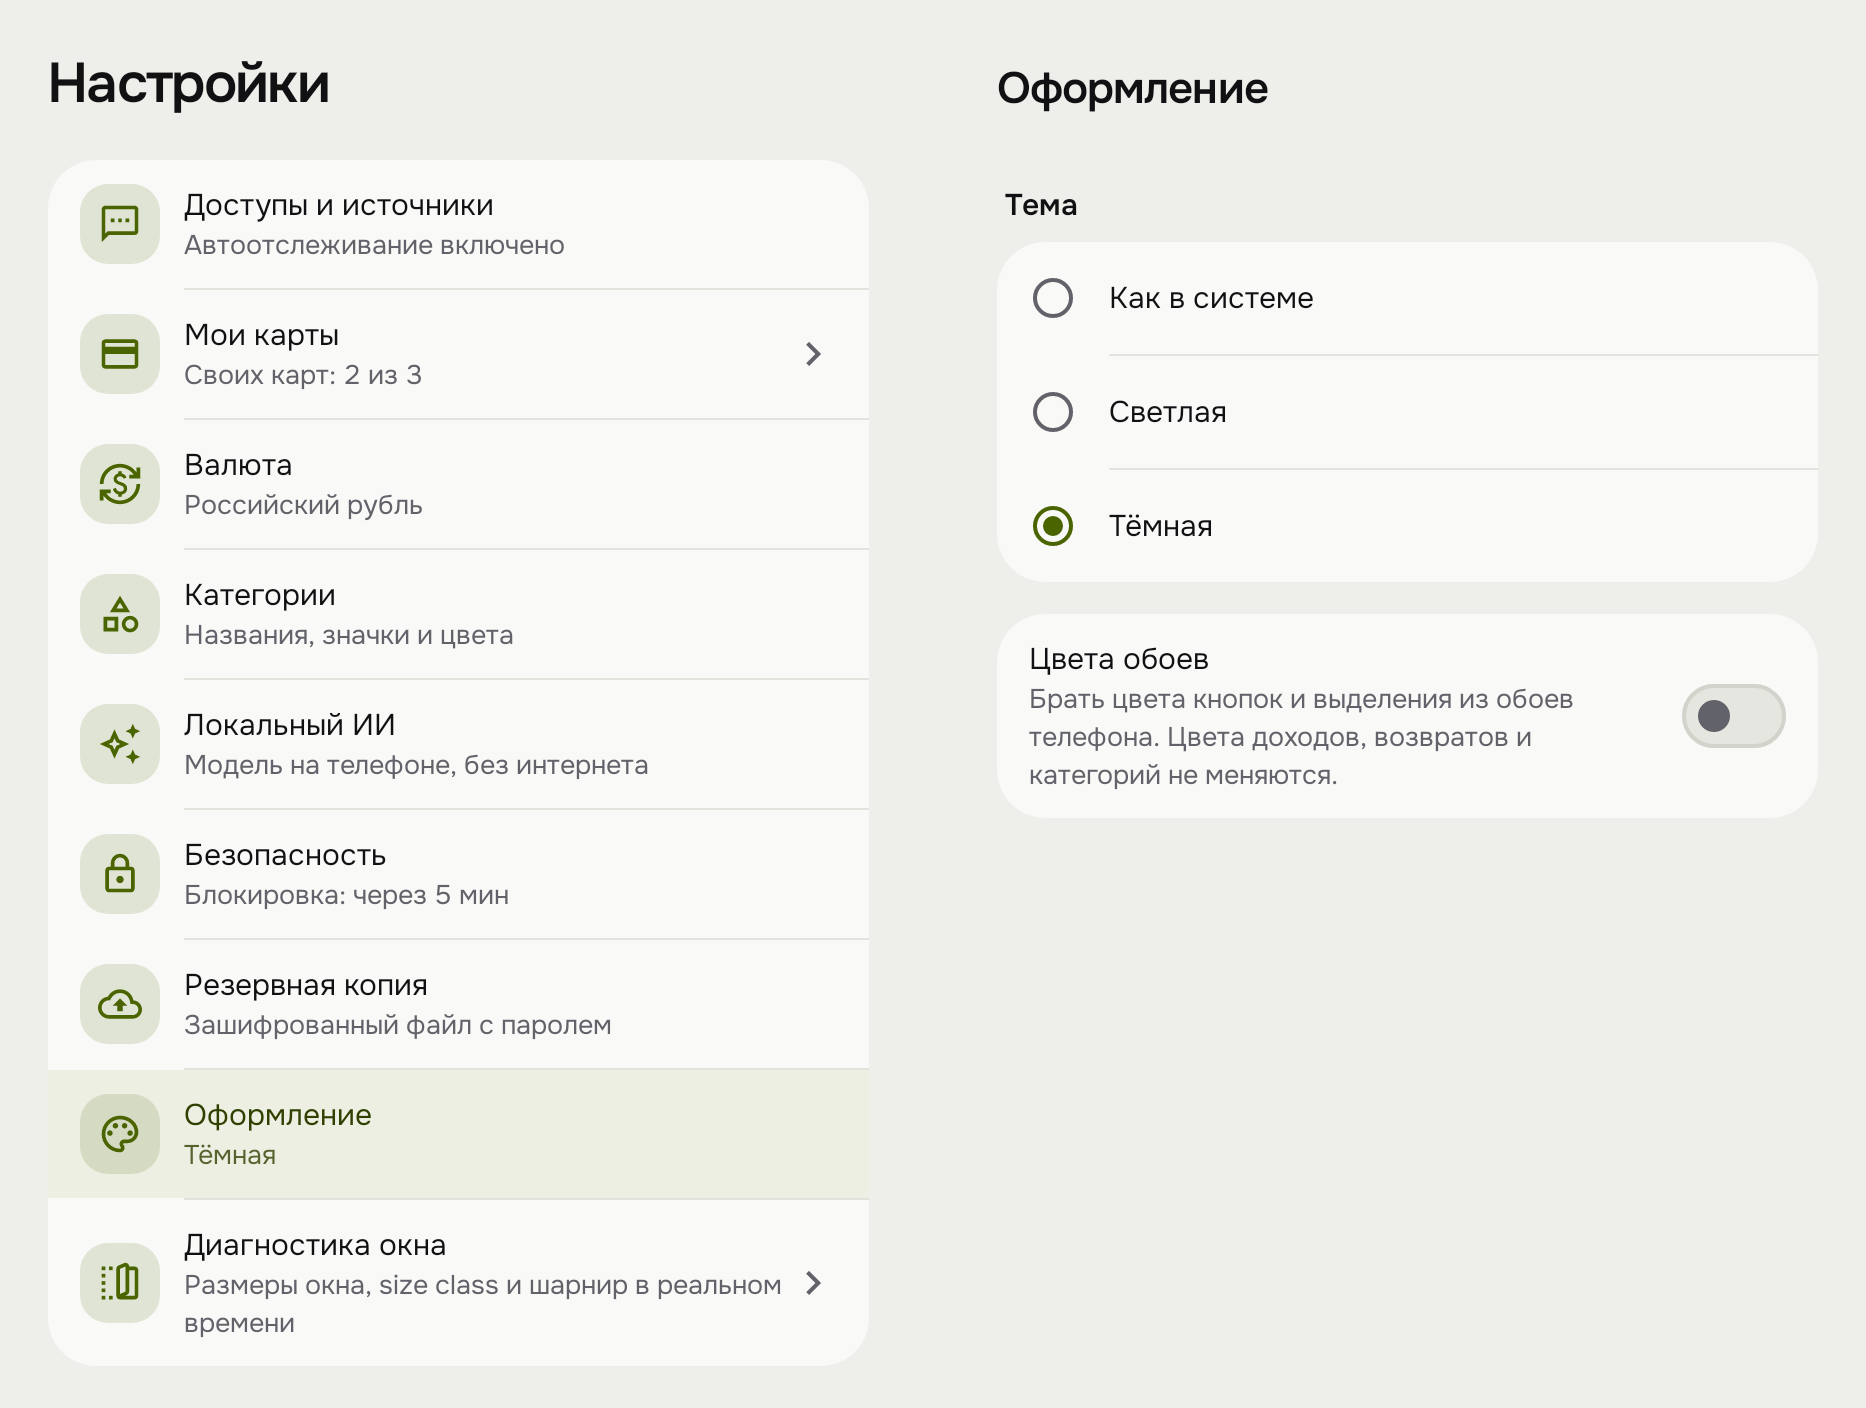 Настройки
Доступы и источники
Автоотслеживание включено
Мои карты
Своих карт: 2 из 3
Валюта
Российский рубль
Категории
Названия, значки и цвета
Локальный ИИ
Модель на телефоне, без интернета
Безопасность
Блокировка: через 5 мин
Резервная копия
Зашифрованный файл с паролем
Оформление
Тёмная
Диагностика окна
Размеры окна, size class и шарнир в реальном
времени
Оформление
Тема
Как в системе
Светлая
Тёмная
Цвета обоев
Брать цвета кнопок и выделения из обоев
телефона. Цвета доходов, возвратов и
категорий не меняются.